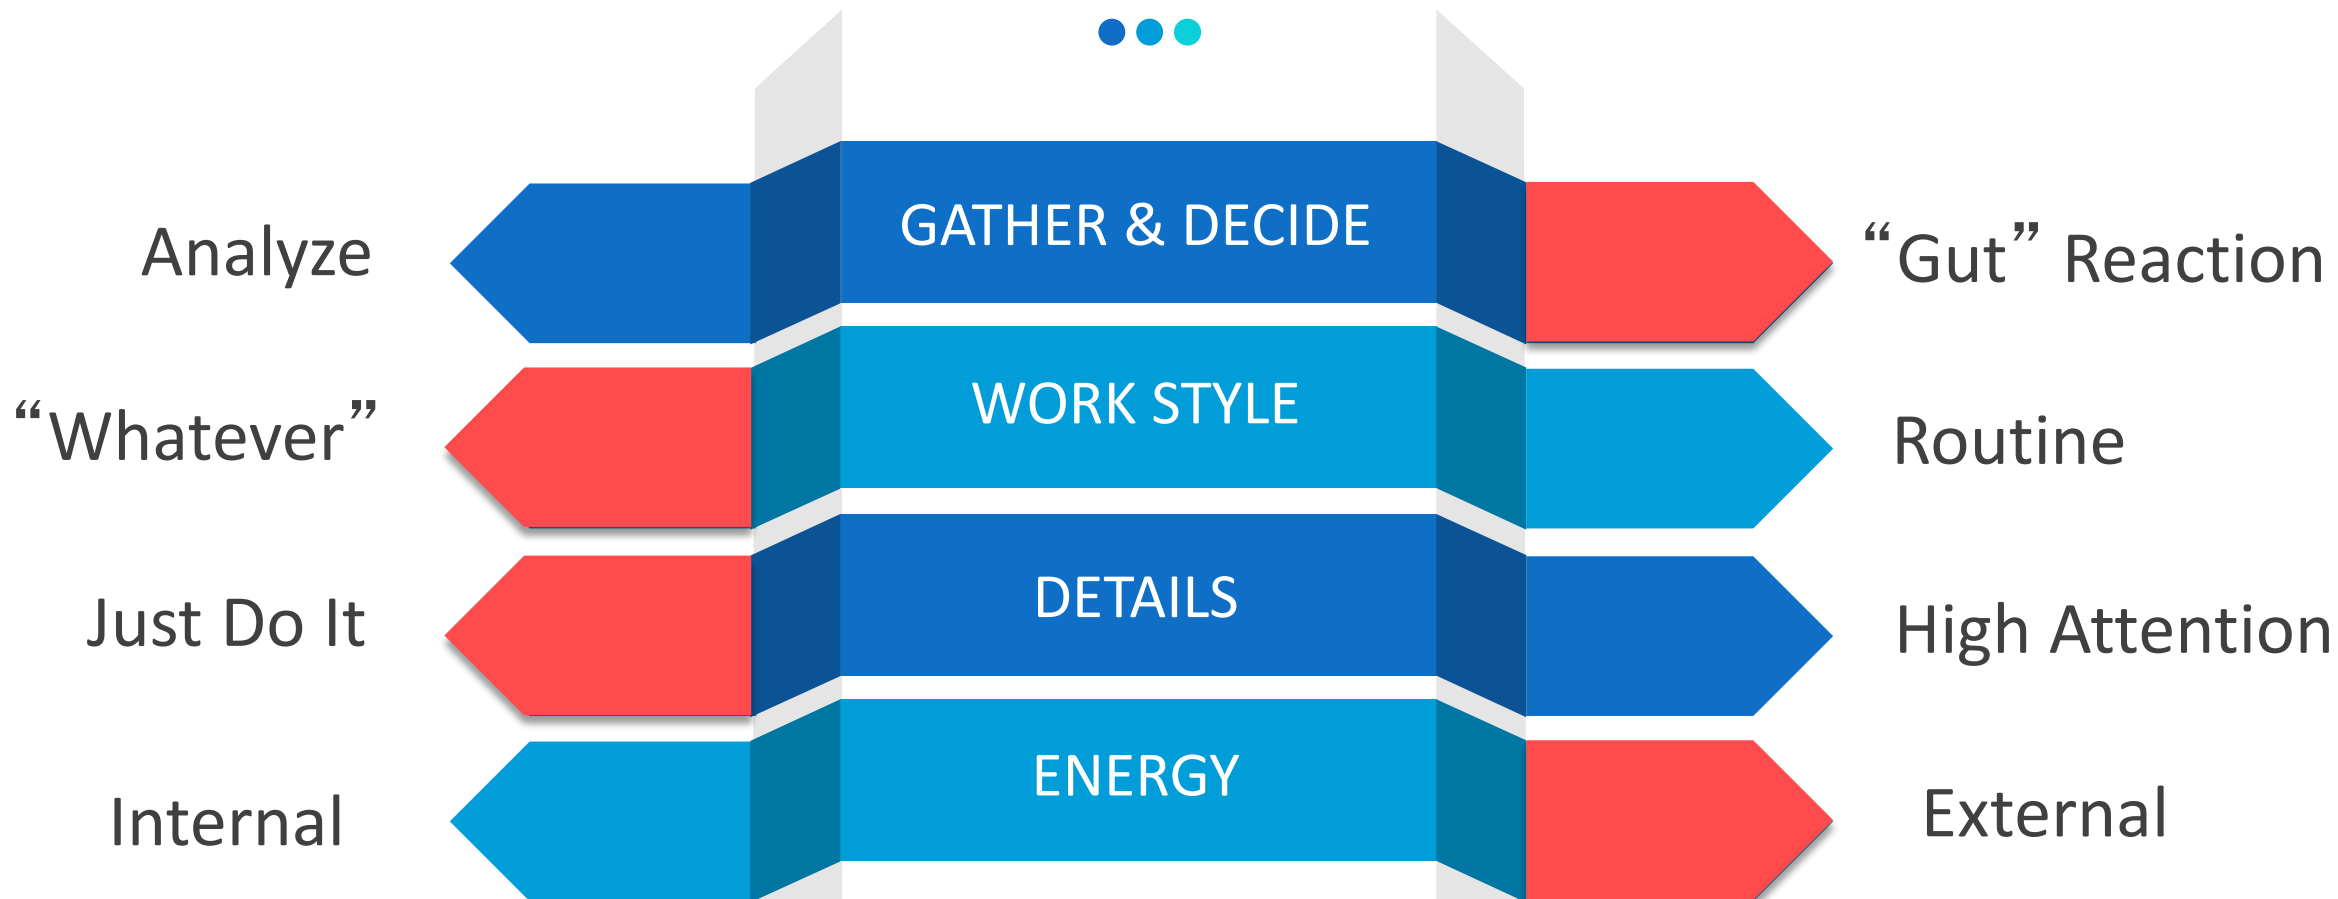 Analyze
GATHER & DECIDE
“Gut” Reaction
“Whatever”
WORK STYLE
Routine
Just Do It
DETAILS
High Attention
Internal
ENERGY
External